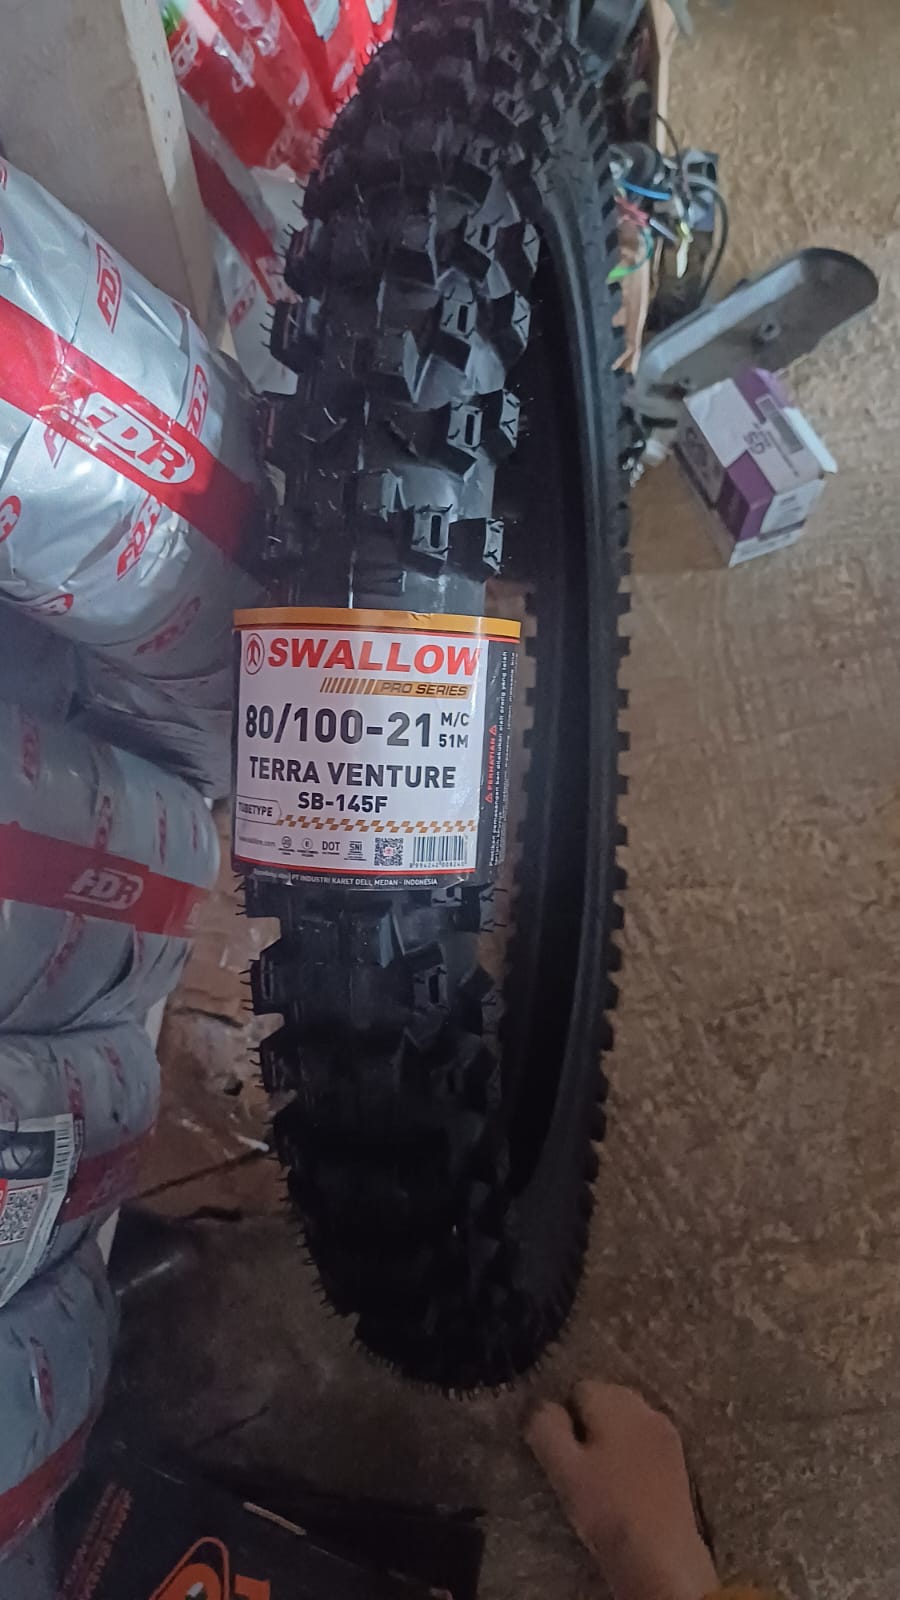 SWALLOW
PRO SERIES
80/100-21 M/C
51M
TERRA VENTURE
SB-145F
TUBETYPE
DOT
SNI
PT INDUSTRI KARET DELI, MEDAN - INDONESIA
PERHATIAN
FDR
FDR
FDR
FDR
FDR